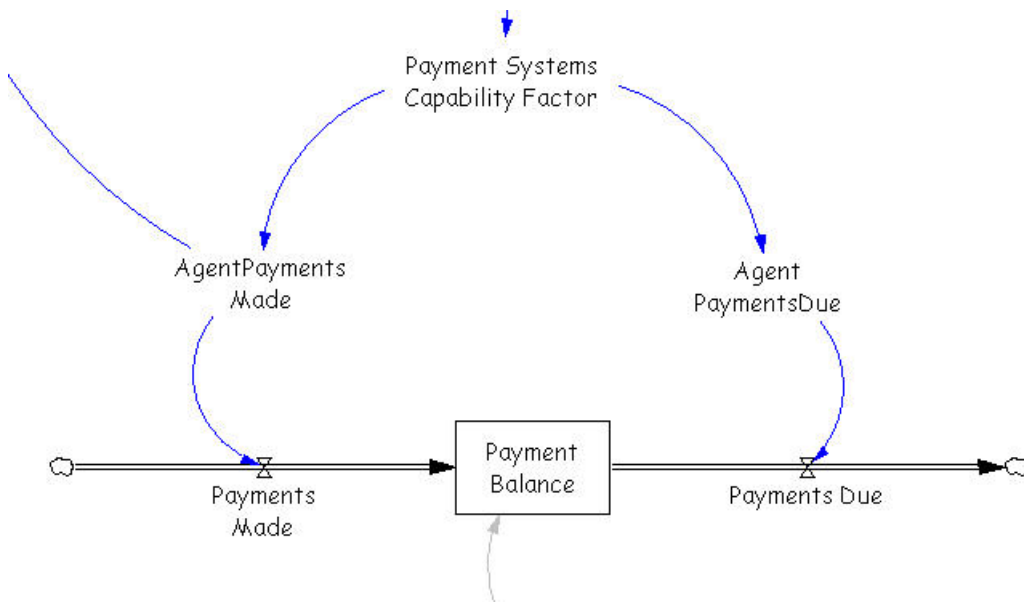 Payment Systems
Capability Factor
AgentPayments
Made
Agent
PaymentsDue
Payment
Balance
Payments
Made
Payments Due